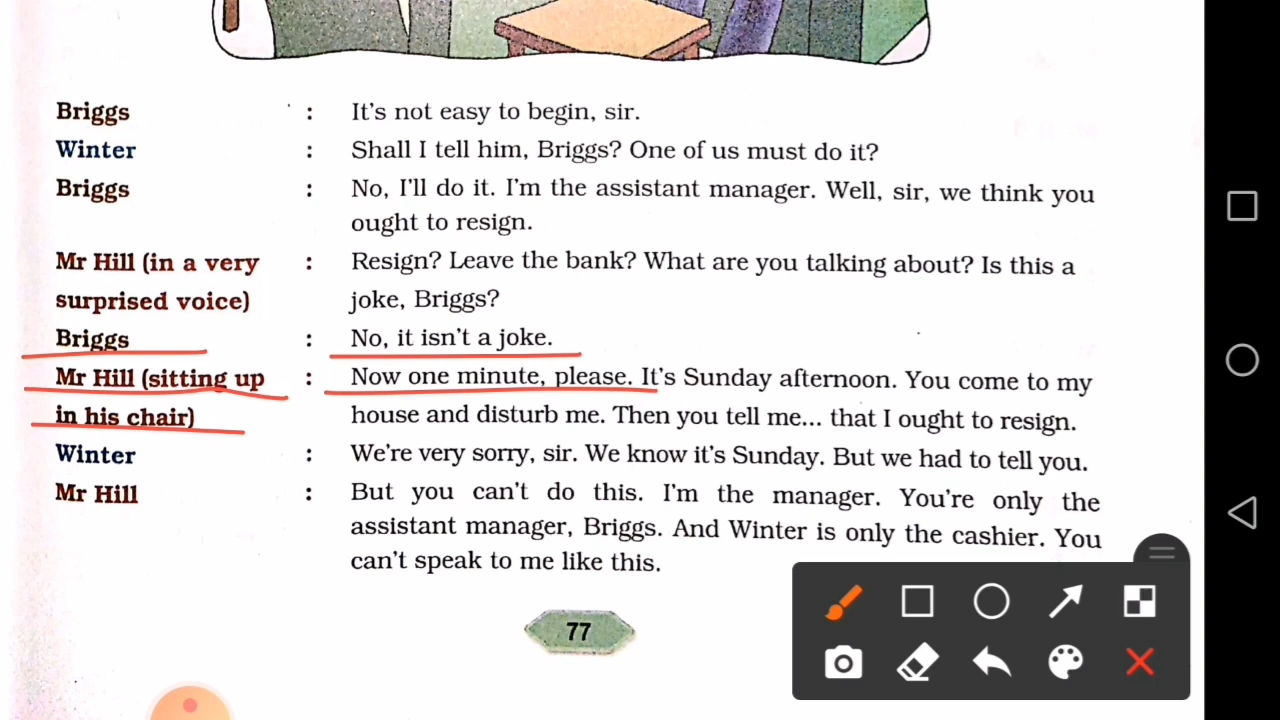 Briggs : It's not easy to begin, sir.
Winter : Shall I tell him, Briggs? One of us must do it?
Briggs : No, I'll do it. I'm the assistant manager. Well, sir, we think you
ought to resign.
Mr Hill (in a very : Resign? Leave the bank? What are you talking about? Is this a
surprised voice) joke, Briggs?
Briggs : No, it isn't a joke.
Mr Hill (sitting up : Now one minute, please. It's Sunday afternoon. You come to my
in his chair) house and disturb me. Then you tell me... that I ought to resign.
Winter : We're very sorry, sir. We know it's Sunday. But we had to tell you.
Mr Hill : But you can't do this. I'm the manager. You're only the
assistant manager, Briggs. And Winter is only the cashier. You
can't speak to me like this.
77